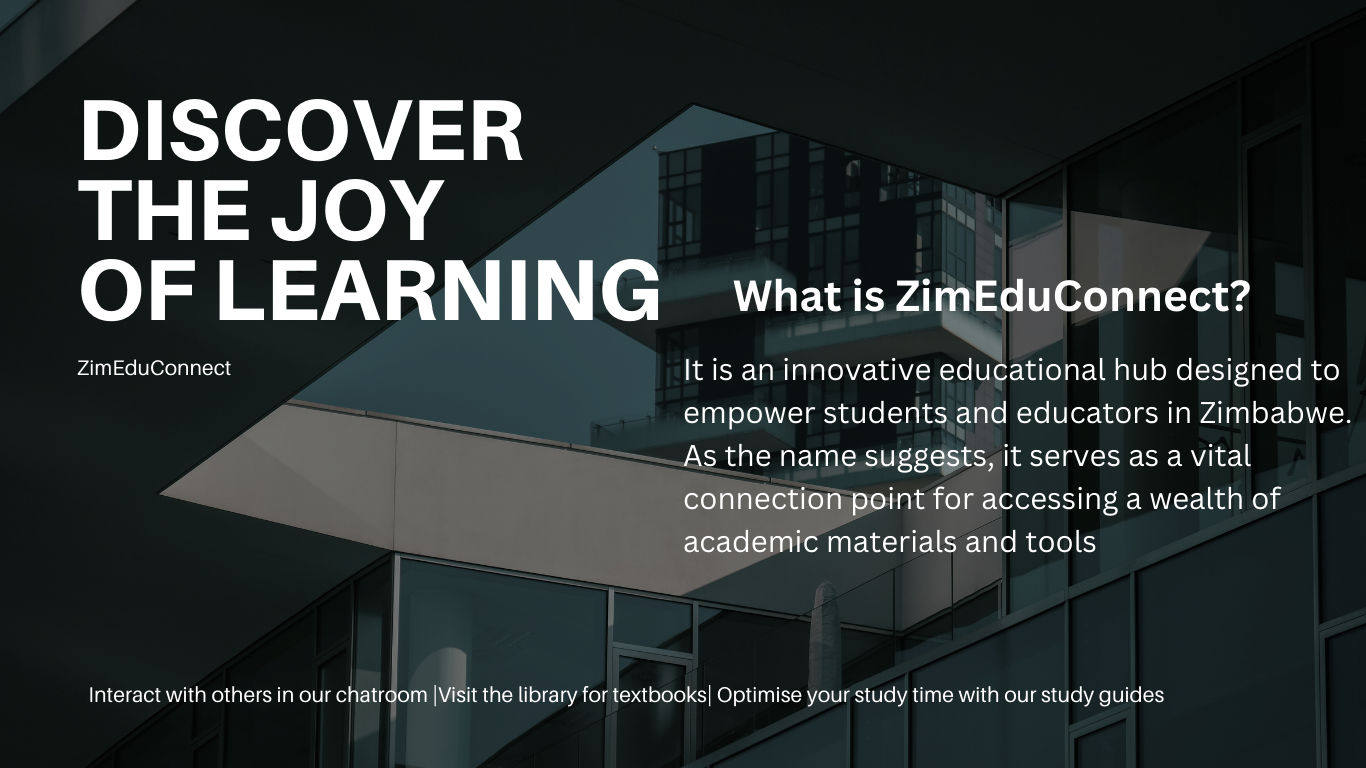 DISCOVER
THE JOY
OF LEARNING
ZimEduConnect
What is ZimEduConnect?
It is an innovative educational hub designed to
empower students and educators in Zimbabwe.
As the name suggests, it serves as a vital
connection point for accessing a wealth of
academic materials and tools
Interact with others in our chatroom |Visit the library for textbooks| Optimise your study time with our study guides